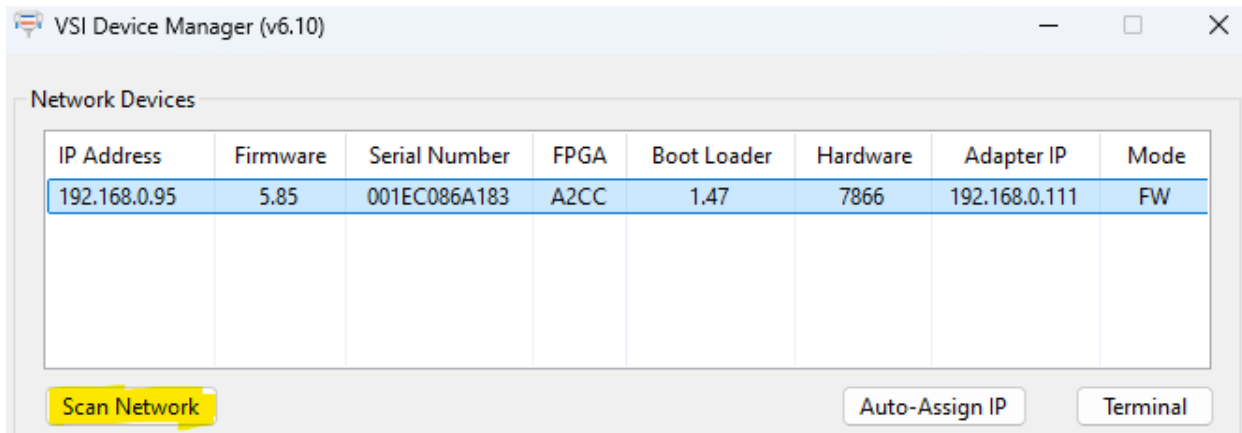 VSI Device Manager (v6.10)
Network Devices
IP Address Firmware Serial Number FPGA Boot Loader Hardware Adapter IP Mode
192.168.0.95 5.85 001EC086A183 A2CC 1.47 7866 192.168.0.111 FW
Scan Network Auto-Assign IP Terminal